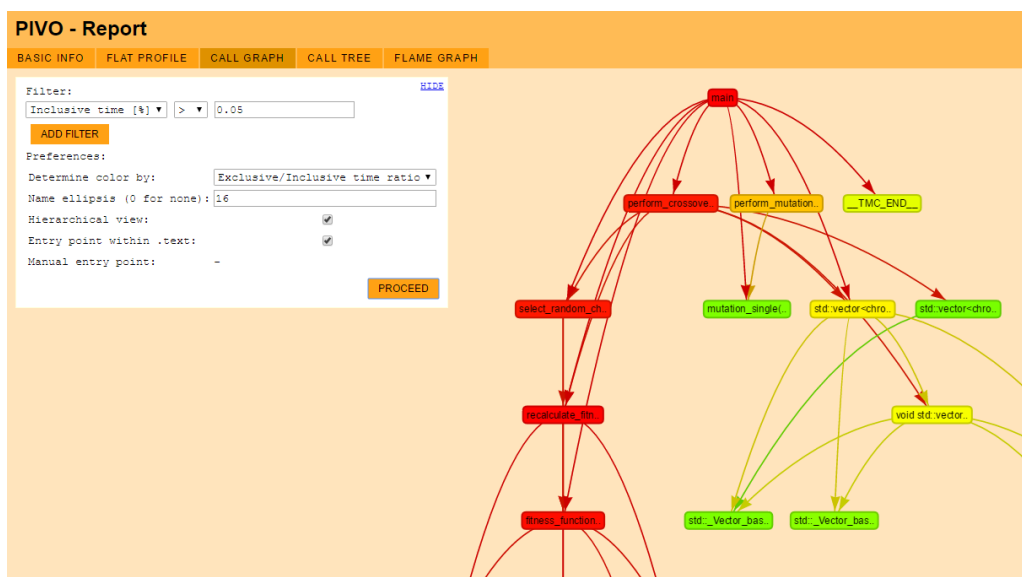 PIVO - Report
BASIC INFO FLAT PROFILE CALL GRAPH CALL TREE FLAME GRAPH
HIDE
Filter:
Inclusive time [%] > 0.05
ADD FILTER
Preferences:
Determine color by: Exclusive/Inclusive time ratio
Name ellipsis (0 for none): 16
Hierarchical view:
Entry point within .text:
Manual entry point: -
PROCEED
main
perform_crossove.. perform_mutation.. __TMC_END__
select_random_ch.. mutation_single(.. std::vector<chro.. std::vector<chro..
recalculate_fitn.. void std::vector..
fitness_function.. std::_Vector_bas.. std::_Vector_bas..